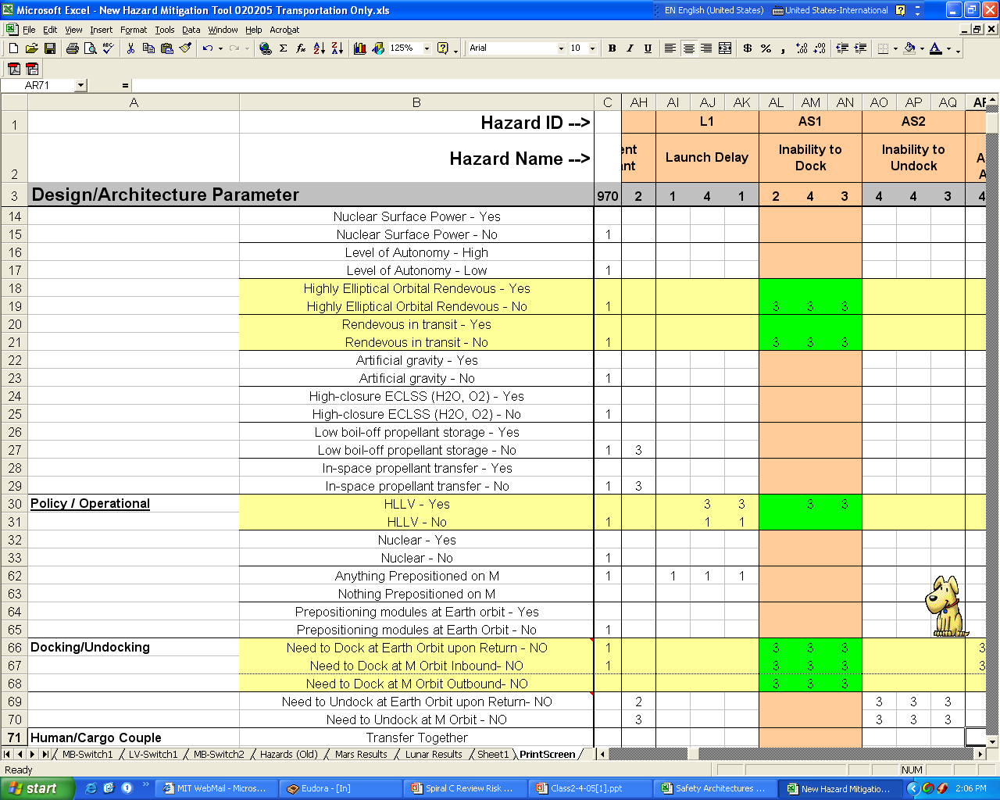 Microsoft Excel - New Hazard Mitigation Tool 020205 Transportation Only.xls EN English (United States) United States-International
File Edit View Insert Format Tools Data Window Help Acrobat
125% Arial 10 B I U $ % ,
AR71 =
A B C AH AI AJ AK AL AM AN AO AP AQ
1 Hazard ID --> L1 AS1 AS2
2 Hazard Name --> Launch Delay Inability to Dock Inability to Undock
3 Design/Architecture Parameter 970 2 1 4 1 2 4 3 4 4 3 4
14 Nuclear Surface Power - Yes
15 Nuclear Surface Power - No 1
16 Level of Autonomy - High
17 Level of Autonomy - Low 1
18 Highly Elliptical Orbital Rendevous - Yes
19 Highly Elliptical Orbital Rendevous - No 1 3 3 3
20 Rendevous in transit - Yes
21 Rendevous in transit - No 1 3 3 3
22 Artificial gravity - Yes
23 Artificial gravity - No 1
24 High-closure ECLSS (H2O, O2) - Yes
25 High-closure ECLSS (H2O, O2) - No 1
26 Low boil-off propellant storage - Yes
27 Low boil-off propellant storage - No 1 3
28 In-space propellant transfer - Yes
29 In-space propellant transfer - No 1 3
30 Policy / Operational HLLV - Yes 3 3 3 3
31 HLLV - No 1 1 1
32 Nuclear - Yes
33 Nuclear - No 1
62 Anything Prepositioned on M 1 1 1 1
63 Nothing Prepositioned on M
64 Prepositioning modules at Earth orbit - Yes
65 Prepositioning modules at Earth Orbit - No 1
66 Docking/Undocking Need to Dock at Earth Orbit upon Return - NO 1 3 3 3 3
67 Need to Dock at M Orbit Inbound- NO 1 3 3 3 3
68 Need to Dock at M Orbit Outbound- NO 3 3 3
69 Need to Undock at Earth Orbit upon Return- NO 2 3 3 3
70 Need to Undock at M Orbit - NO 3 3 3 3
71 Human/Cargo Couple Transfer Together
MB-Switch1 LV-Switch1 MB-Switch2 Hazards (Old) Mars Results Lunar Results Sheet1 PrintScreen
Ready NUM
start MIT WebMail - Micros... Eudora - [In] Spiral C Review Risk ... Class2-4-05[1].ppt Safety Architectures ... New Hazard Mitigatio... 2:06 PM